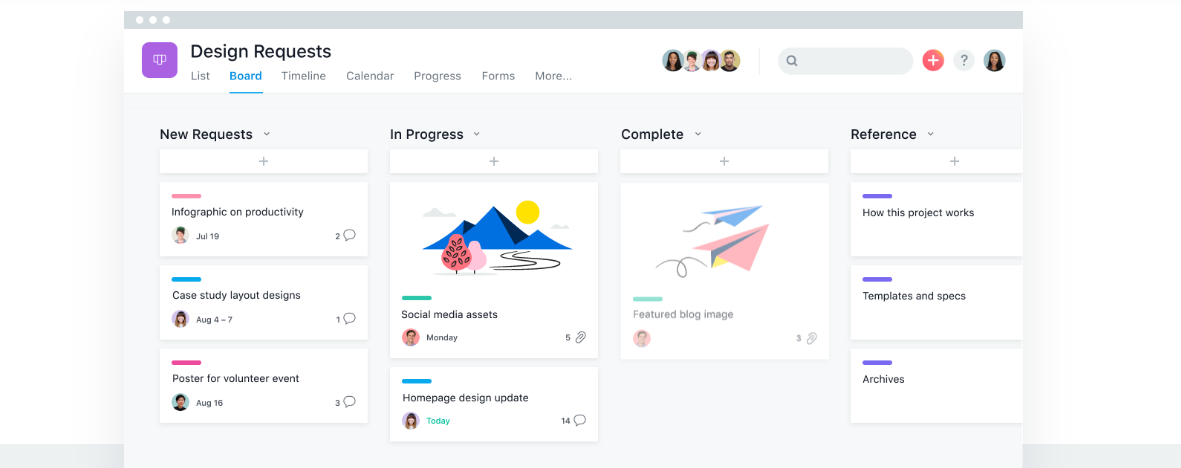 Design Requests
List Board Timeline Calendar Progress Forms More...
?
New Requests
+
Infographic on productivity
Jul 19 2
Case study layout designs
Aug 4 – 7 1
Poster for volunteer event
Aug 16 3
In Progress
+
Social media assets
Monday 5
Homepage design update
Today 14
Complete
+
Featured blog image
3
Reference
+
How this project works
Templates and specs
Archives